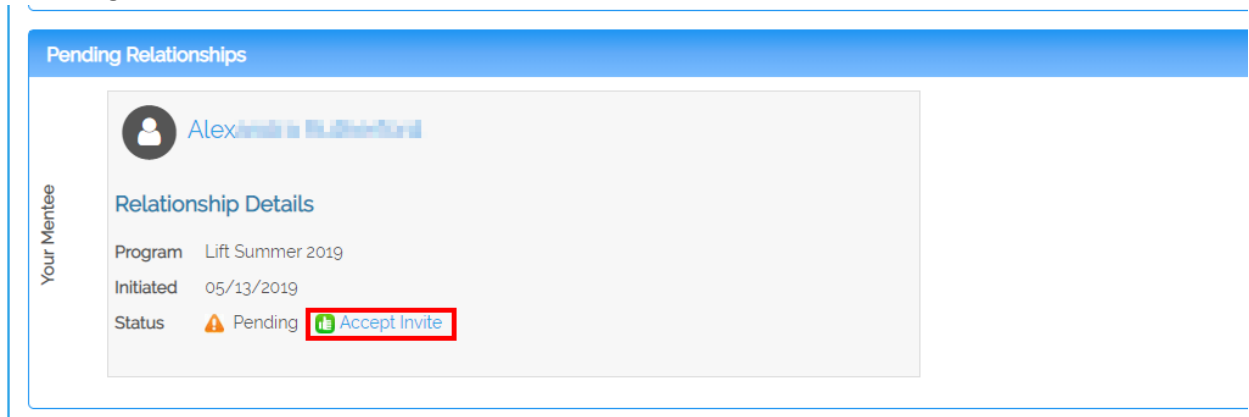 Pending Relationships
Your Mentee
Alex
Relationship Details
Program Lift Summer 2019
Initiated 05/13/2019
Status Pending Accept Invite